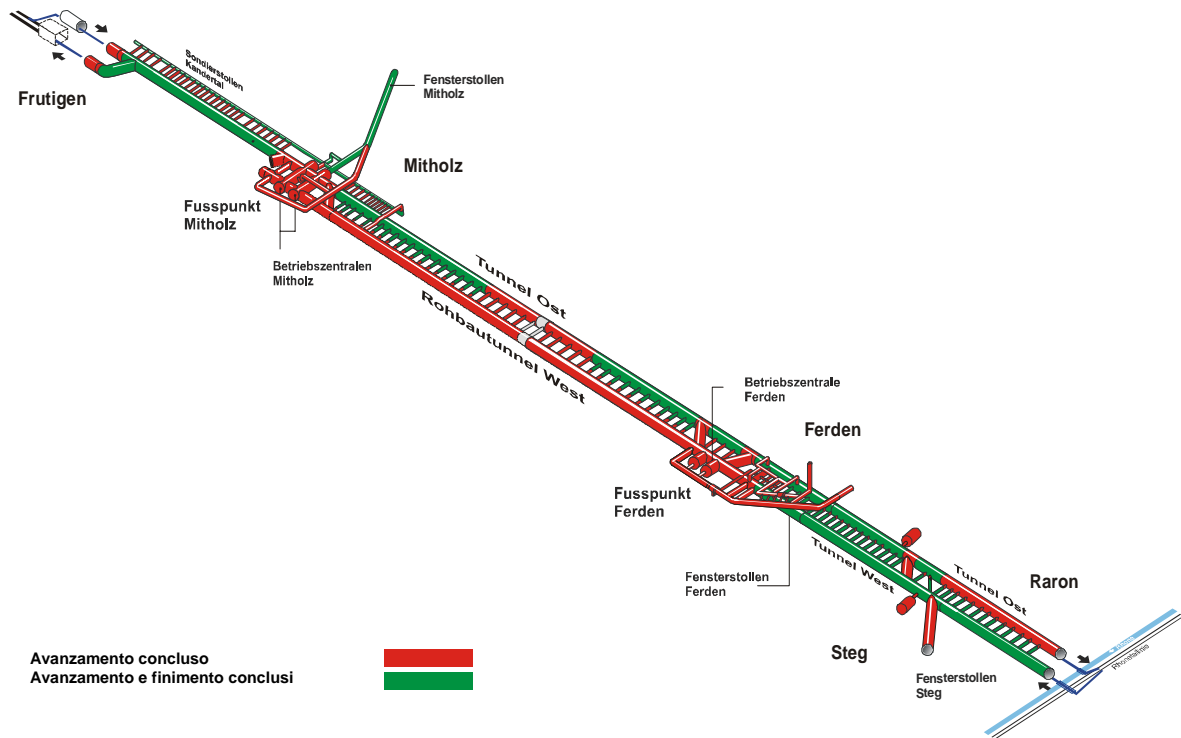 Sondierstollen
Kandertal
Fensterstollen
Mitholz
Frutigen
Mitholz
Fusspunkt
Mitholz
Betriebszentralen
Mitholz
Tunnel Ost
Rohbautunnel West
Betriebszentrale
Ferden
Ferden
Fusspunkt
Ferden
Tunnel West
Fensterstollen
Ferden
Tunnel Ost
Raron
Steg
Fensterstollen
Steg
Avanzamento concluso
Avanzamento e finimento conclusi